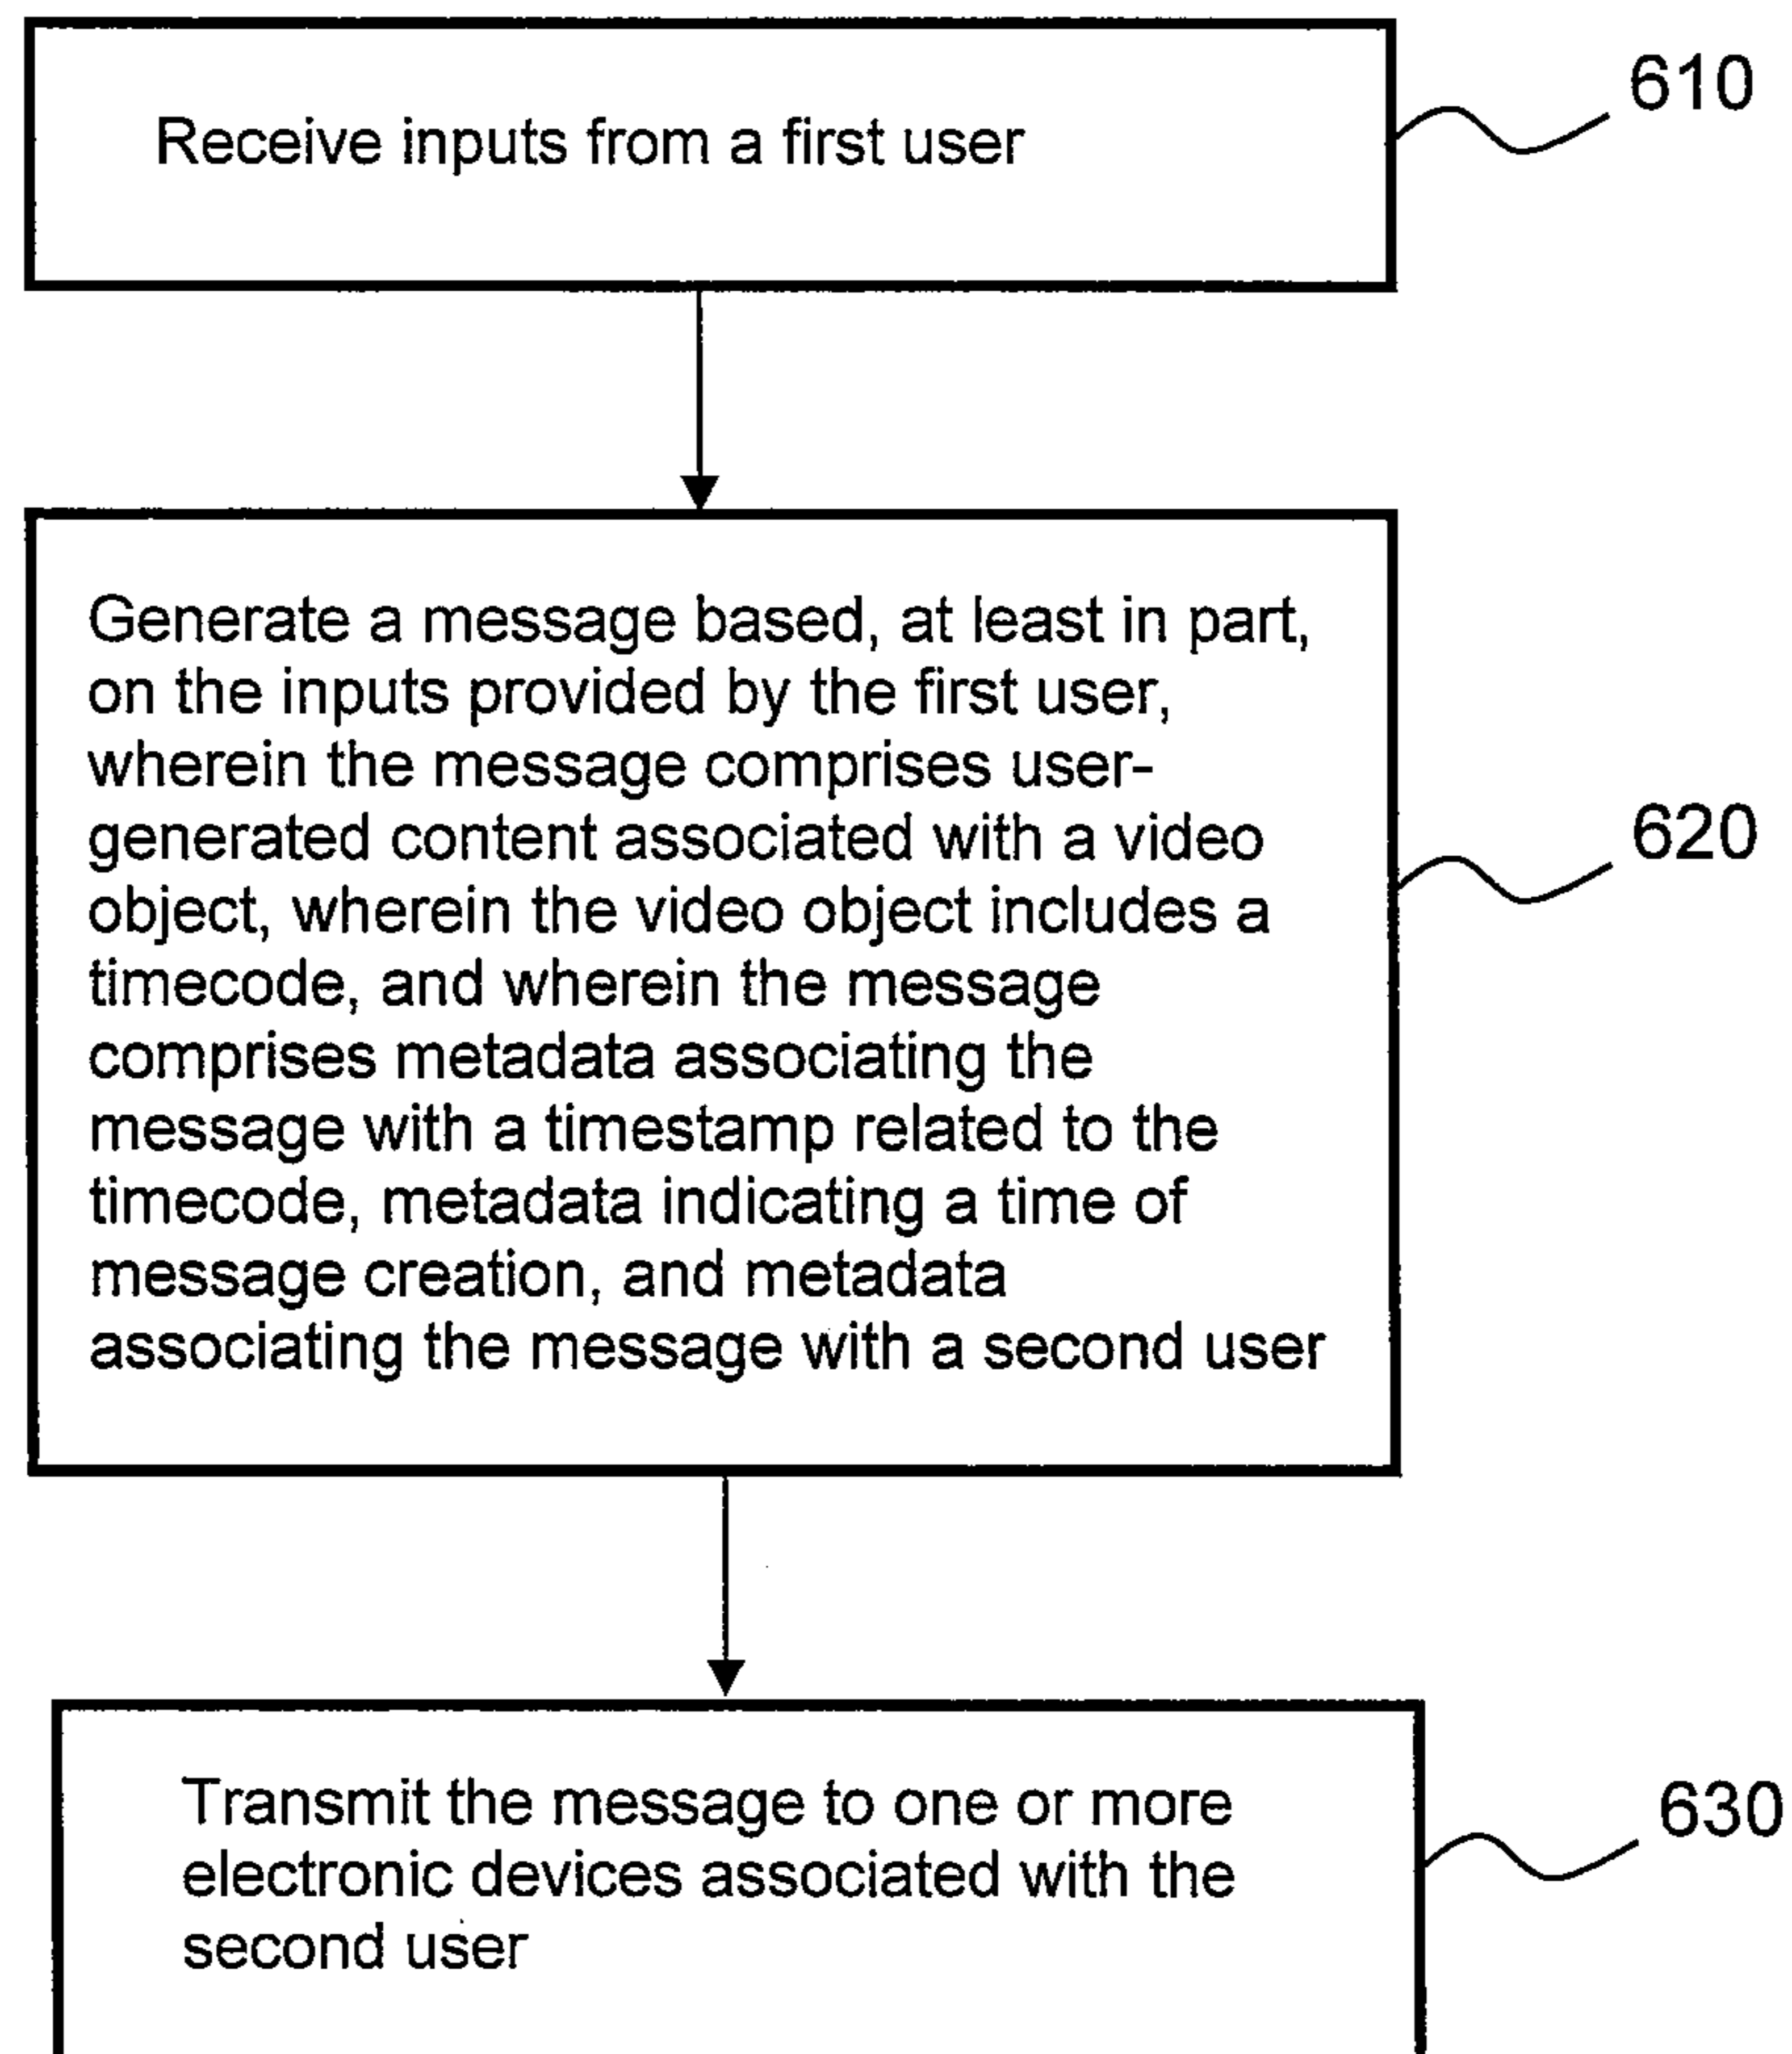 Receive inputs from a first user
610
Generate a message based, at least in part,
on the inputs provided by the first user,
wherein the message comprises user-
generated content associated with a video
object, wherein the video object includes a
timecode, and wherein the message
comprises metadata associating the
message with a timestamp related to the
timecode, metadata indicating a time of
message creation, and metadata
associating the message with a second user
620
Transmit the message to one or more
electronic devices associated with the
second user
630